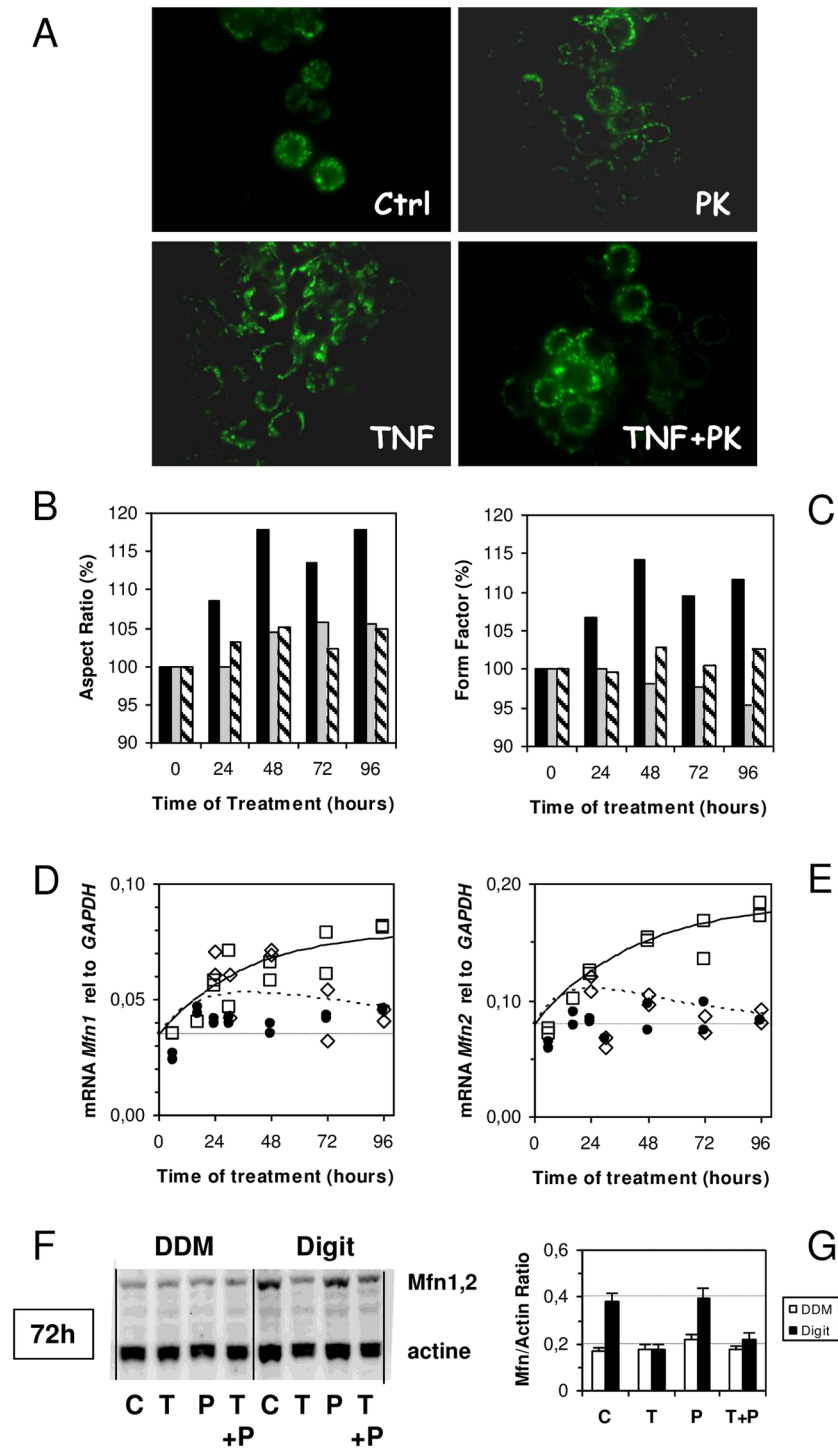 A
Ctrl
PK
TNF
TNF+PK
B
120
115
110
105
100
95
90
Aspect Ratio (%)
0 24 48 72 96
Time of Treatment (hours)
C
120
115
110
105
100
95
90
Form Factor (%)
0 24 48 72 96
Time of treatment (hours)
D
0,10
0,05
0,00
mRNA Mfn1 rel to GAPDH
0 24 48 72 96
Time of treatment (hours)
E
0,20
0,10
0,00
mRNA Mfn2 rel to GAPDH
0 24 48 72 96
Time of treatment (hours)
F
DDM Digit
Mfn1,2
72h
actine
C T P T C T P T
+P +P
G
0,6
0,4
0,2
0
Mfn/Actin Ratio
C T P T+P
DDM
Digit